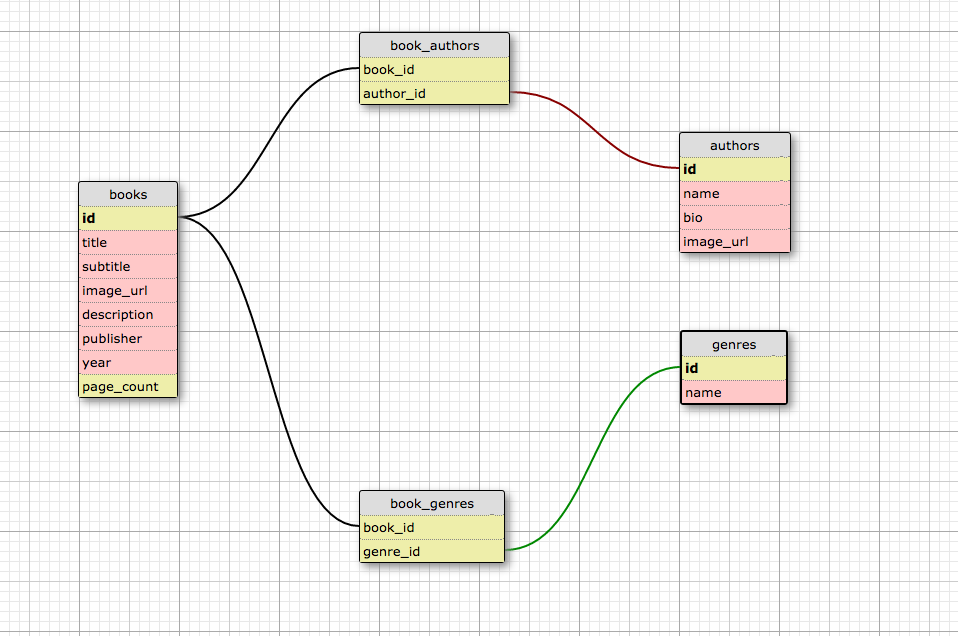 book_authors
book_id
author_id
authors
id
name
bio
image_url
books
id
title
subtitle
image_url
description
publisher
year
page_count
genres
id
name
book_genres
book_id
genre_id